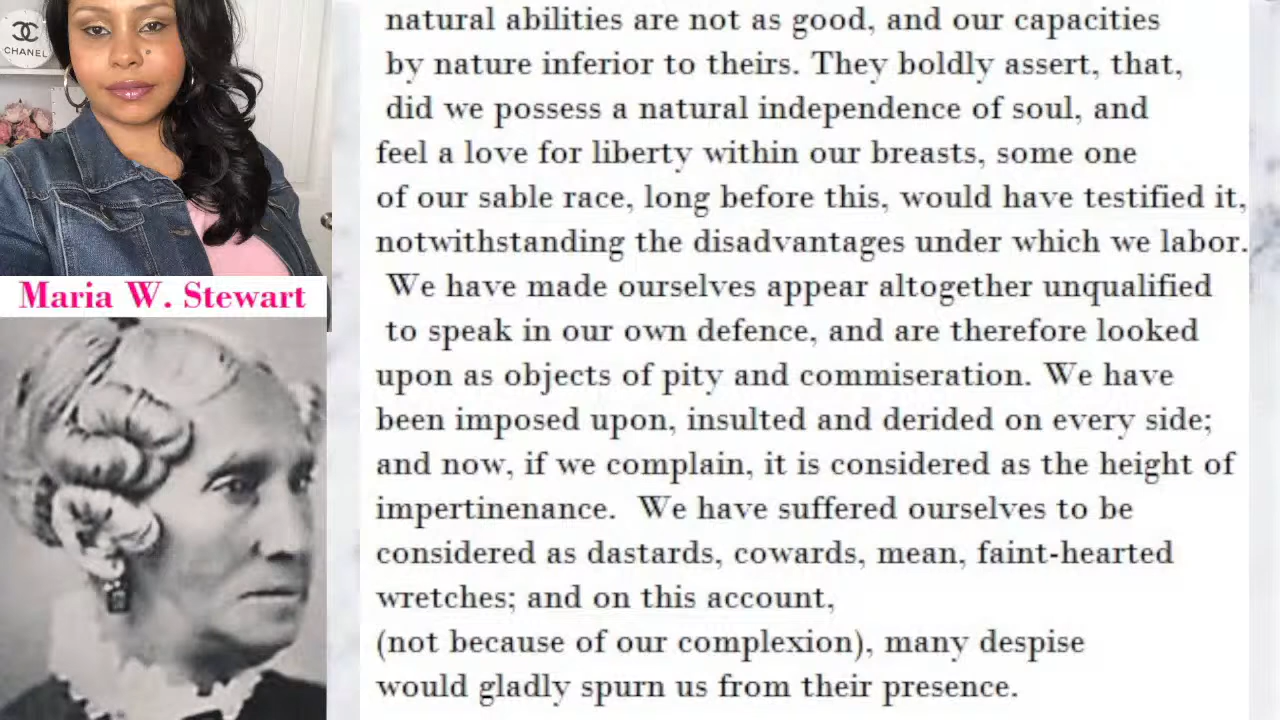 CHANEL
Maria W. Stewart
natural abilities are not as good, and our capacities
by nature inferior to theirs. They boldly assert, that,
did we possess a natural independence of soul, and
feel a love for liberty within our breasts, some one
of our sable race, long before this, would have testified it,
notwithstanding the disadvantages under which we labor.
We have made ourselves appear altogether unqualified
to speak in our own defence, and are therefore looked
upon as objects of pity and commiseration. We have
been imposed upon, insulted and derided on every side;
and now, if we complain, it is considered as the height of
impertinenance. We have suffered ourselves to be
considered as dastards, cowards, mean, faint-hearted
wretches; and on this account,
(not because of our complexion), many despise
would gladly spurn us from their presence.